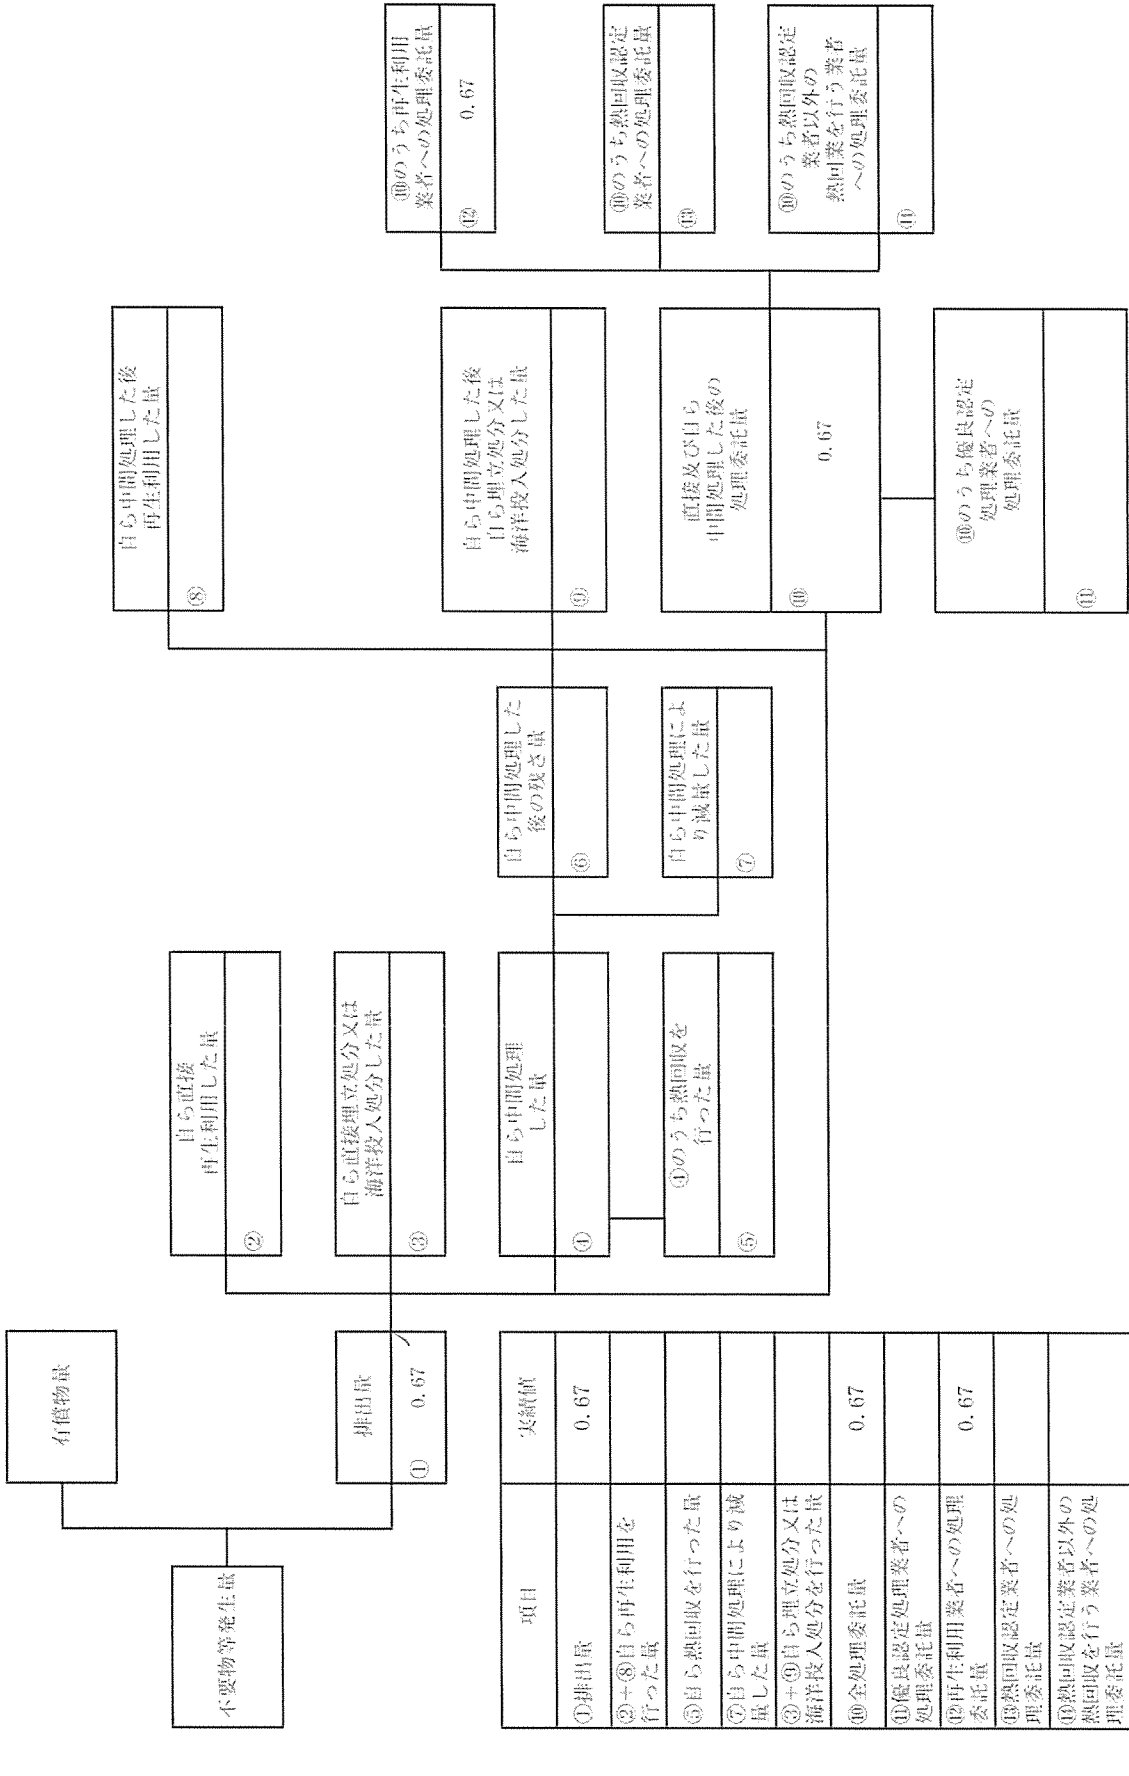 不要物等発生量
有償物量
排出量
① 0.67
自ら直接
再生利用した量
②
自ら直接埋立処分又は
海洋投入処分した量
③
自ら中間処理
した量
④
④のうち熱回収を
行った量
⑤
自ら中間処理した
後の残さ量
⑥
自ら中間処理によ
り減量した量
⑦
自ら中間処理した後
再生利用した量
⑧
自ら中間処理した後
自ら埋立処分又は
海洋投入処分した量
⑨
直接及び自ら
中間処理した後の
処理委託量
⑩ 0.67
⑩のうち優良認定
処理業者への
処理委託量
⑪
⑩のうち再生利用
業者への処理委託量
⑫ 0.67
⑩のうち熱回収認定
業者への処理委託量
⑬
⑩のうち熱回収認定
業者以外の
熱回業を行う業者
への処理委託量
⑭
項目 実績値
①排出量 0.67
②+⑧自ら再生利用を
行った量
⑤自ら熱回収を行った量
⑦自ら中間処理により減
量した量
③+⑨自ら埋立処分又は
海洋投入処分を行った量
⑩全処理委託量 0.67
⑪優良認定処理業者への
処理委託量
⑫再生利用業者への処理
委託量 0.67
⑬熱回収認定業者への処
理委託量
⑭熱回収認定業者以外の
熱回収を行う業者への処
理委託量